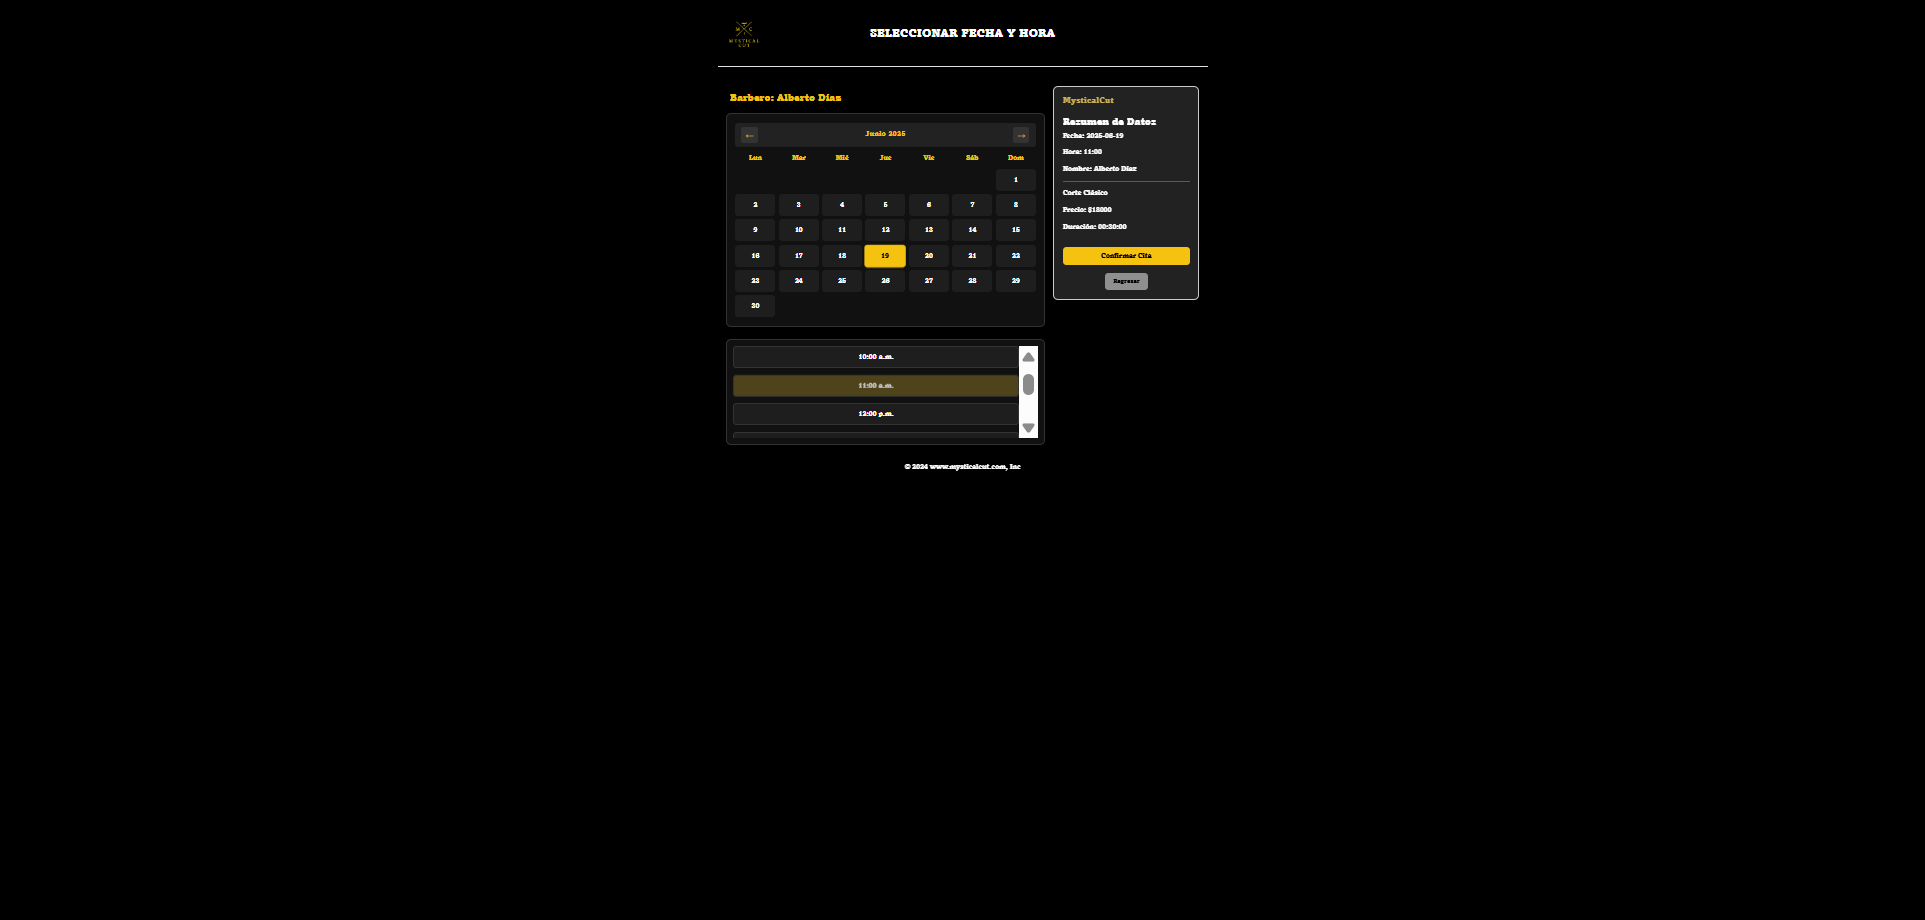 M C
MYSTICAL
CUT
SELECCIONAR FECHA Y HORA
Barbero: Alberto Díaz
← Junio 2025 →
Lun Mar Mié Jue Vie Sáb Dom
1
2 3 4 5 6 7 8
9 10 11 12 13 14 15
16 17 18 19 20 21 22
23 24 25 26 27 28 29
30
10:00 a.m.
11:00 a.m.
12:00 p.m.
MysticalCut
Resumen de Datos
Fecha: 2025-06-19
Hora: 11:00
Nombre: Alberto Díaz
Corte Clásico
Precio: $18000
Duración: 00:30:00
Confirmar Cita
Regresar
© 2024 www.mysticalcut.com, Inc